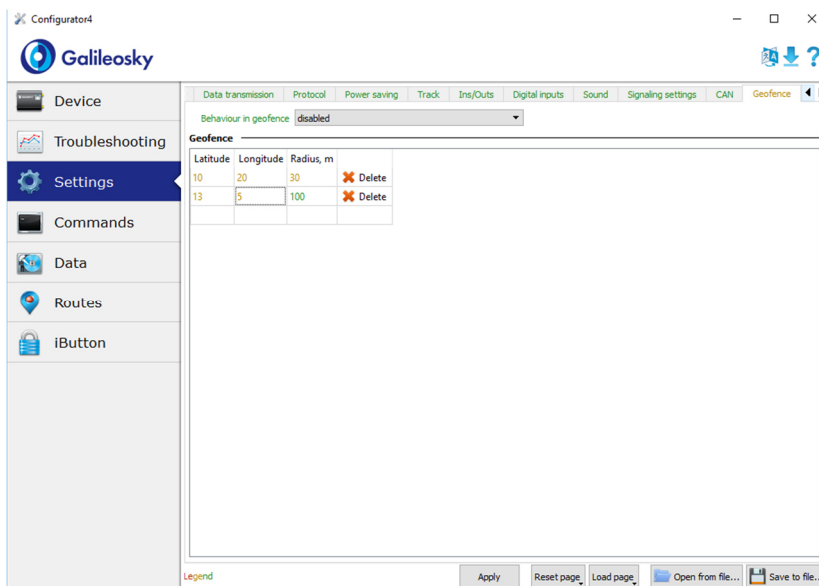 Configurator4
Galileosky
Device
Troubleshooting
Settings
Commands
Data
Routes
iButton
Data transmission Protocol Power saving Track Ins/Outs Digital inputs Sound Signaling settings CAN Geofence
Behaviour in geofence disabled
Geofence
Latitude Longitude Radius, m
10 20 30 Delete
13 5 100 Delete
Legend Apply Reset page Load page Open from file... Save to file...